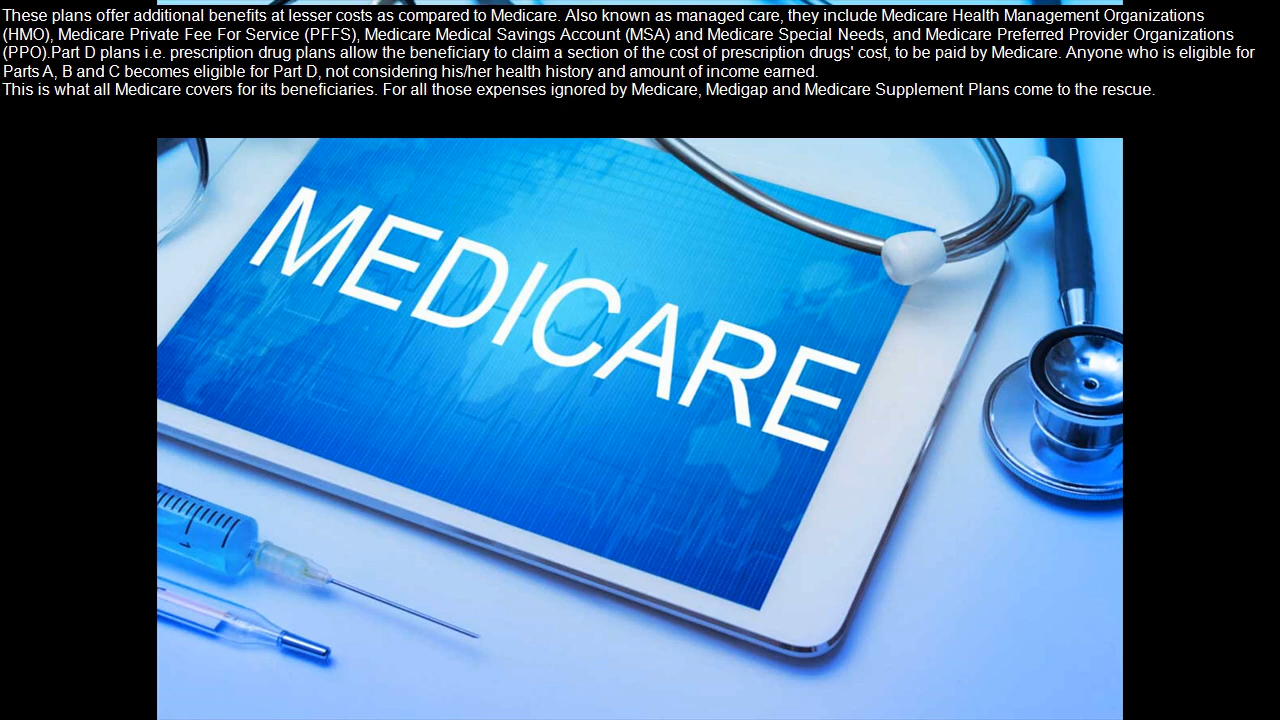 These plans offer additional benefits at lesser costs as compared to Medicare. Also known as managed care, they include Medicare Health Management Organizations
(HMO), Medicare Private Fee For Service (PFFS), Medicare Medical Savings Account (MSA) and Medicare Special Needs, and Medicare Preferred Provider Organizations
(PPO).Part D plans i.e. prescription drug plans allow the beneficiary to claim a section of the cost of prescription drugs' cost, to be paid by Medicare. Anyone who is eligible for
Parts A, B and C becomes eligible for Part D, not considering his/her health history and amount of income earned.
This is what all Medicare covers for its beneficiaries. For all those expenses ignored by Medicare, Medigap and Medicare Supplement Plans come to the rescue.
MEDICARE